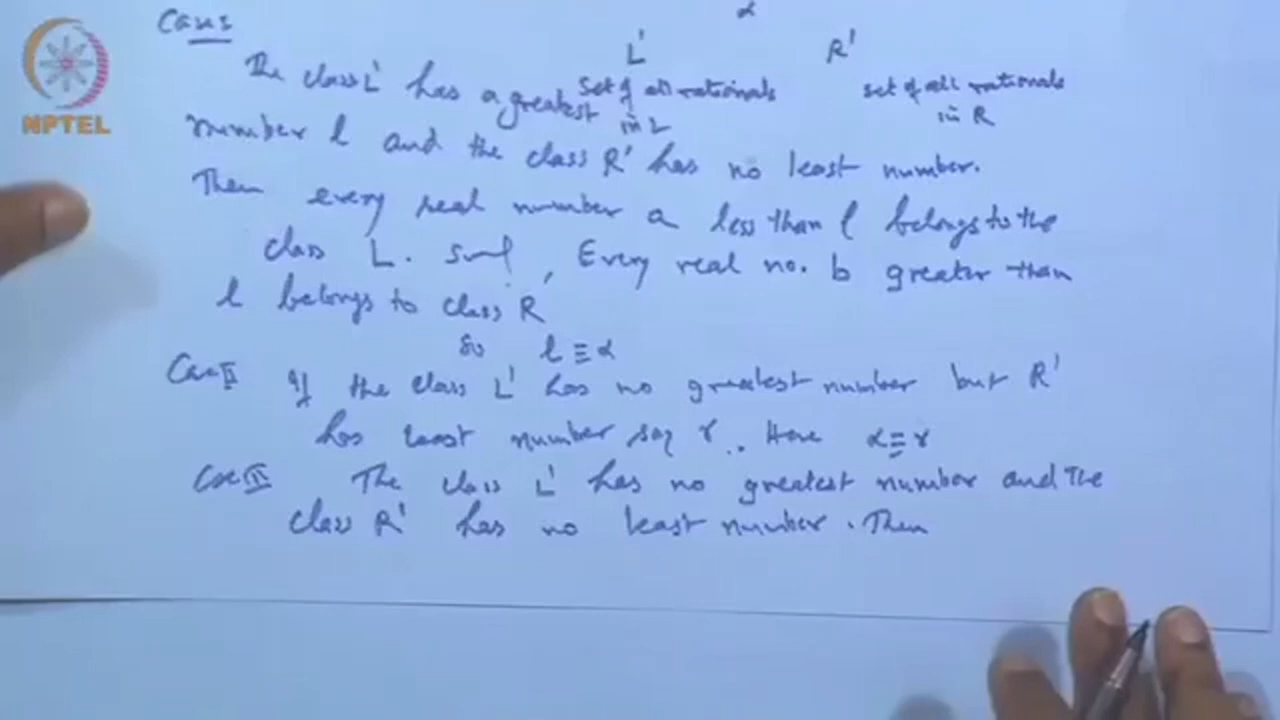 Case I
α
L' R'
set of all rationals in L
set of all rationals in R
The class L' has a greatest
number l and the class R' has no least number.
Then every real number a less than l belongs to the
class L. , Every real no. b greater than
l belongs to class R
So l ≡ α
Case II If the class L' has no greatest number but R'
has least number say r. Here α ≡ r
Case III The class L' has no greatest number and the
class R' has no least number. Then
NPTEL